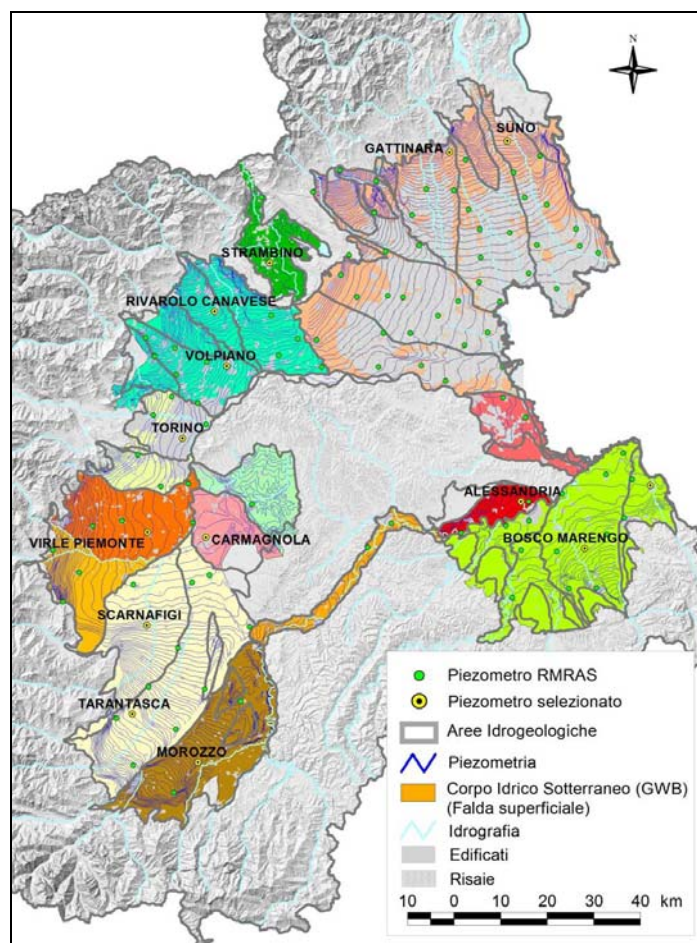 N
SUNO
GATTINARA
STRAMBINO
RIVAROLO CANAVESE
VOLPIANO
TORINO
ALESSANDRIA
VIRLE PIEMONTE
CARMAGNOLA
BOSCO MARENGO
SCARNAFIGI
TARANTASCA
MOROZZO
Piezometro RMRAS
Piezometro selezionato
Aree Idrogeologiche
Piezometria
Corpo Idrico Sotterraneo (GWB)
(Falda superficiale)
Idrografia
Edificati
Risaie
10 0 10 20 30 40 km